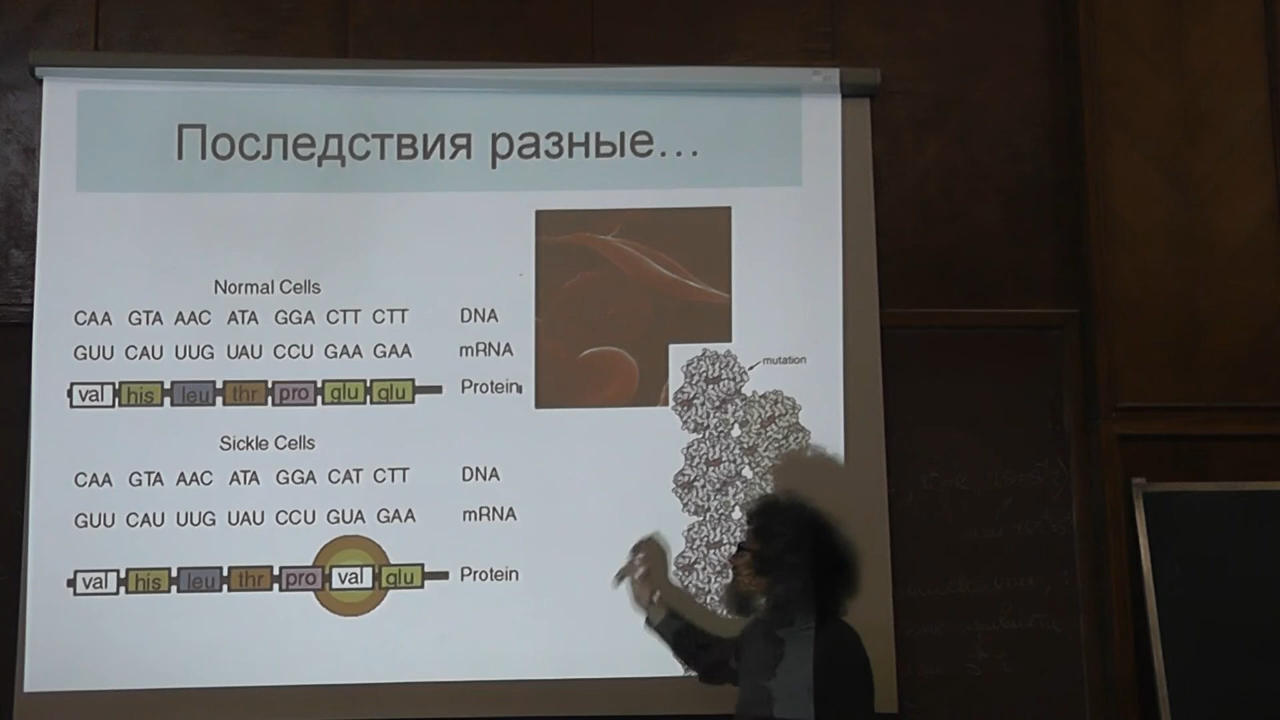 Последствия разные...
Normal Cells
CAA GTA AAC ATA GGA CTT CTT DNA
GUU CAU UUG UAU CCU GAA GAA mRNA
val his leu thr pro glu glu Protein
mutation
Sickle Cells
CAA GTA AAC ATA GGA CAT CTT DNA
GUU CAU UUG UAU CCU GUA GAA mRNA
val his leu thr pro val glu Protein